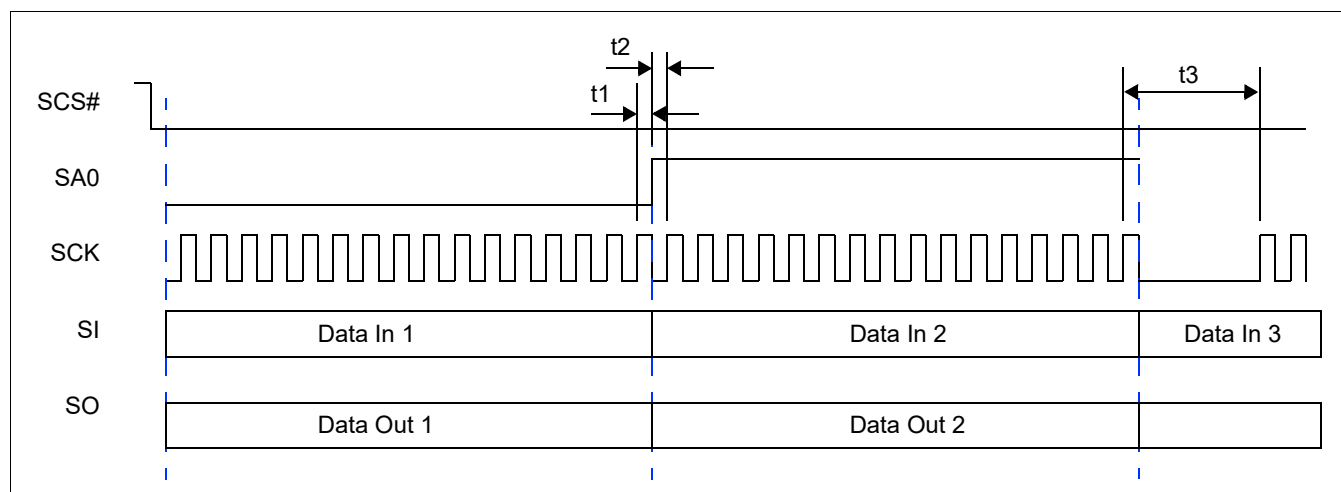 t2
SCS#
t3
t1
SA0
SCK
SI
Data In 1
Data In 2
Data In 3
SO
Data Out 1
Data Out 2